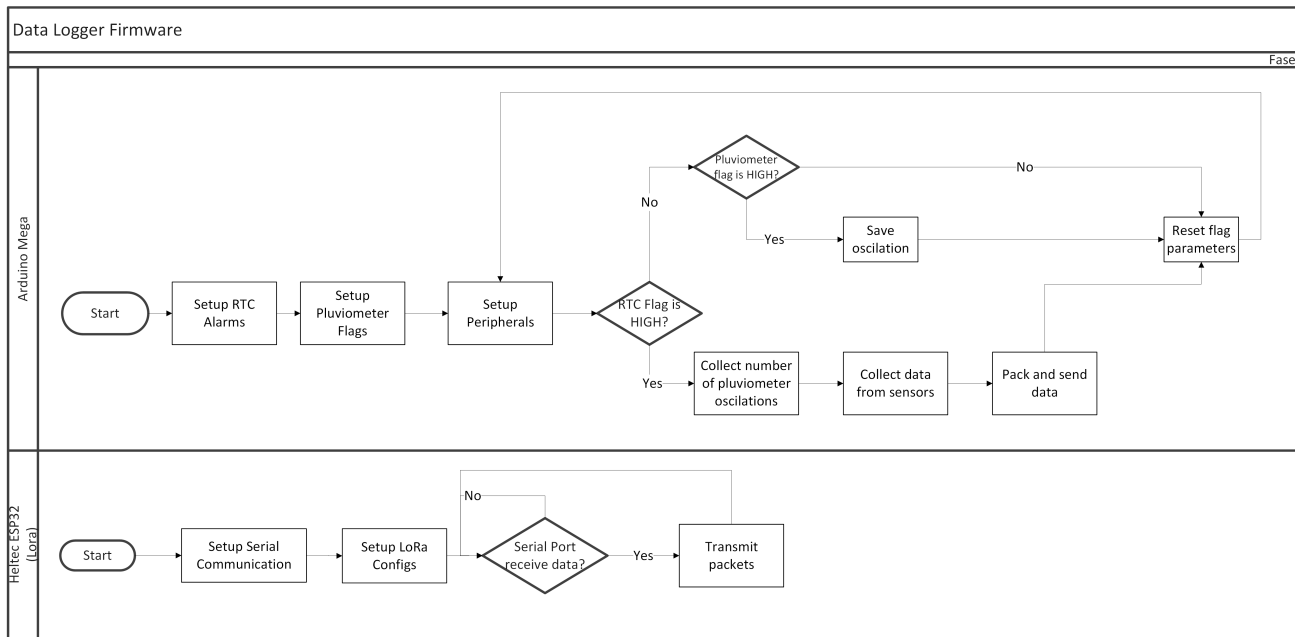 Data Logger Firmware
Fase
Arduino Mega
Start
Setup RTC
Alarms
Setup
Pluviometer
Flags
Setup
Peripherals
RTC Flag is
HIGH?
No
Pluviometer
flag is HIGH?
No
Yes
Save
oscilation
Reset flag
parameters
Yes
Collect number
of pluviometer
oscilations
Collect data
from sensors
Pack and send
data
Heltec ESP32
(Lora)
Start
Setup Serial
Communication
Setup LoRa
Configs
No
Serial Port
receive data?
Yes
Transmit
packets